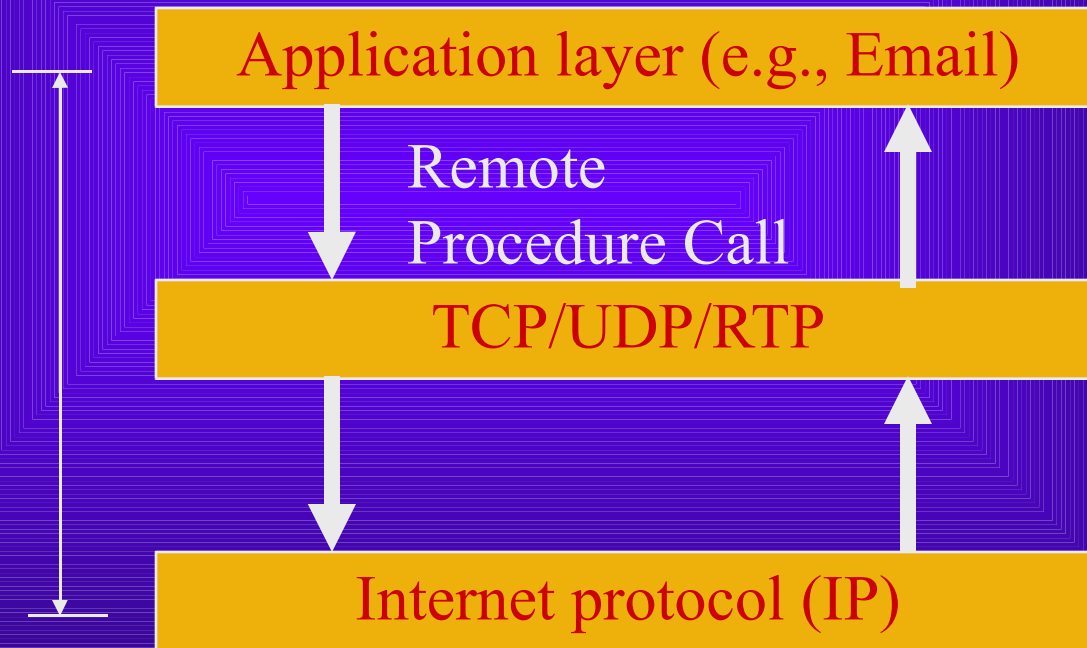 Application layer (e.g., Email)
Remote
Procedure Call
TCP/UDP/RTP
Internet protocol (IP)